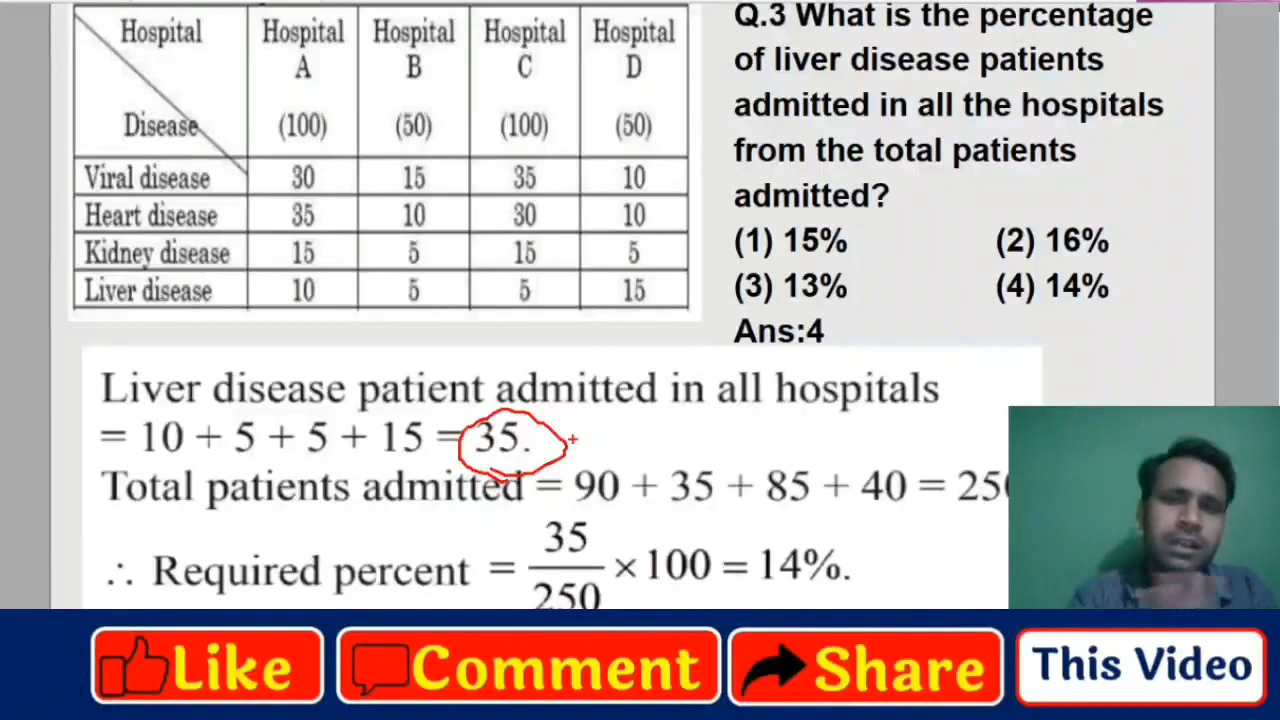 Hospital Hospital Hospital Hospital Hospital
A B C D
Disease (100) (50) (100) (50)
Viral disease 30 15 35 10
Heart disease 35 10 30 10
Kidney disease 15 5 15 5
Liver disease 10 5 5 15
Q.3 What is the percentage
of liver disease patients
admitted in all the hospitals
from the total patients
admitted?
(1) 15% (2) 16%
(3) 13% (4) 14%
Ans:4
Liver disease patient admitted in all hospitals
= 10 + 5 + 5 + 15 = 35.
Total patients admitted = 90 + 35 + 85 + 40 = 250
∴ Required percent = 35/250 × 100 = 14%.
Like Comment Share This Video